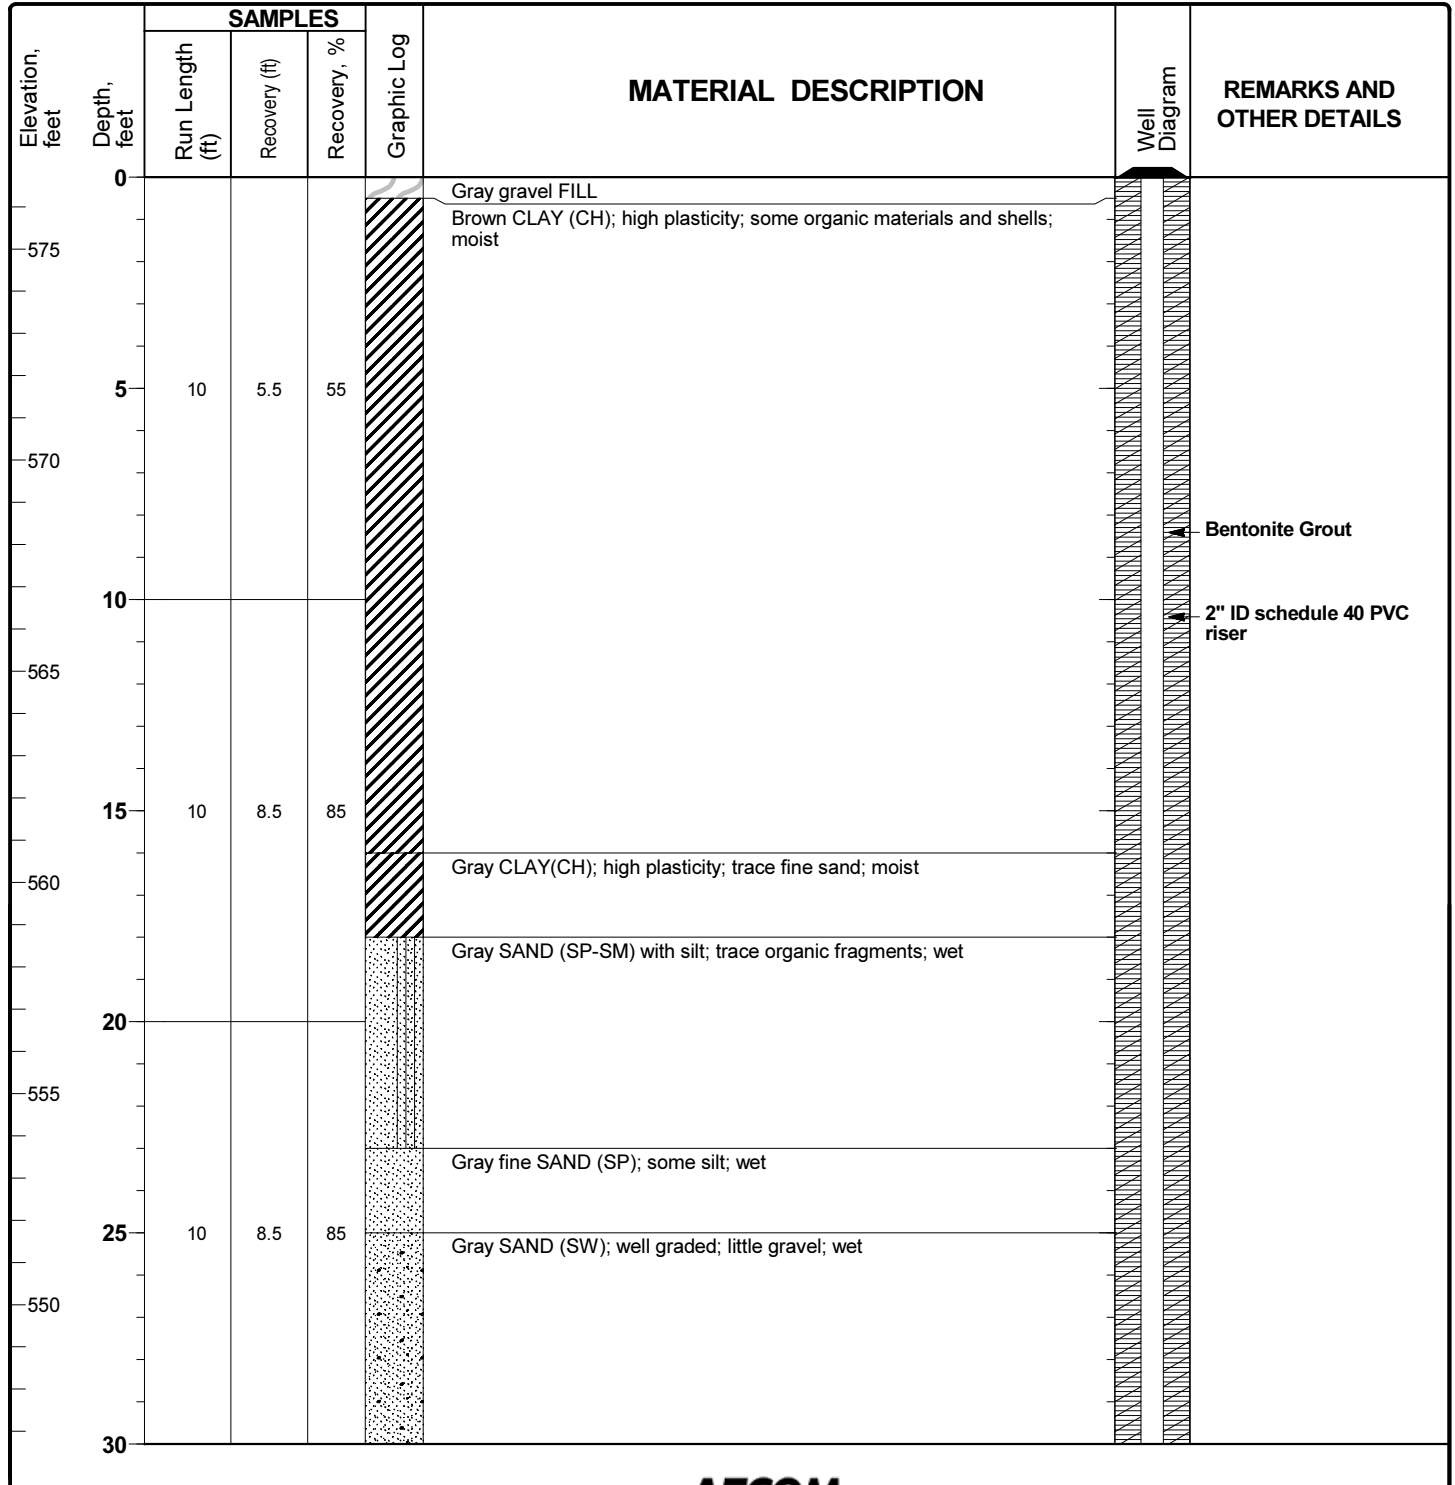 Elevation,
feet
Depth,
feet
SAMPLES
Run Length
(ft)
Recovery (ft)
Recovery, %
Graphic Log
MATERIAL DESCRIPTION
Well
Diagram
REMARKS AND
OTHER DETAILS
0
Gray gravel FILL
Brown CLAY (CH); high plasticity; some organic materials and shells;
moist
575
5 10 5.5 55
570
Bentonite Grout
10
2" ID schedule 40 PVC
riser
565
15 10 8.5 85
Gray CLAY(CH); high plasticity; trace fine sand; moist
560
Gray SAND (SP-SM) with silt; trace organic fragments; wet
20
555
Gray fine SAND (SP); some silt; wet
25 10 8.5 85
Gray SAND (SW); well graded; little gravel; wet
550
30
AECOM